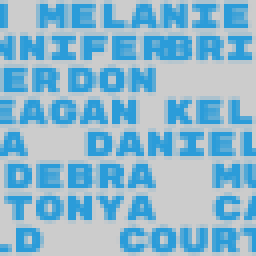 MELANIE
NNIFERBRI
ERDON
EAGAN KEL
A DANIEL
DEBRA MU
TONYA CA
LD COURT